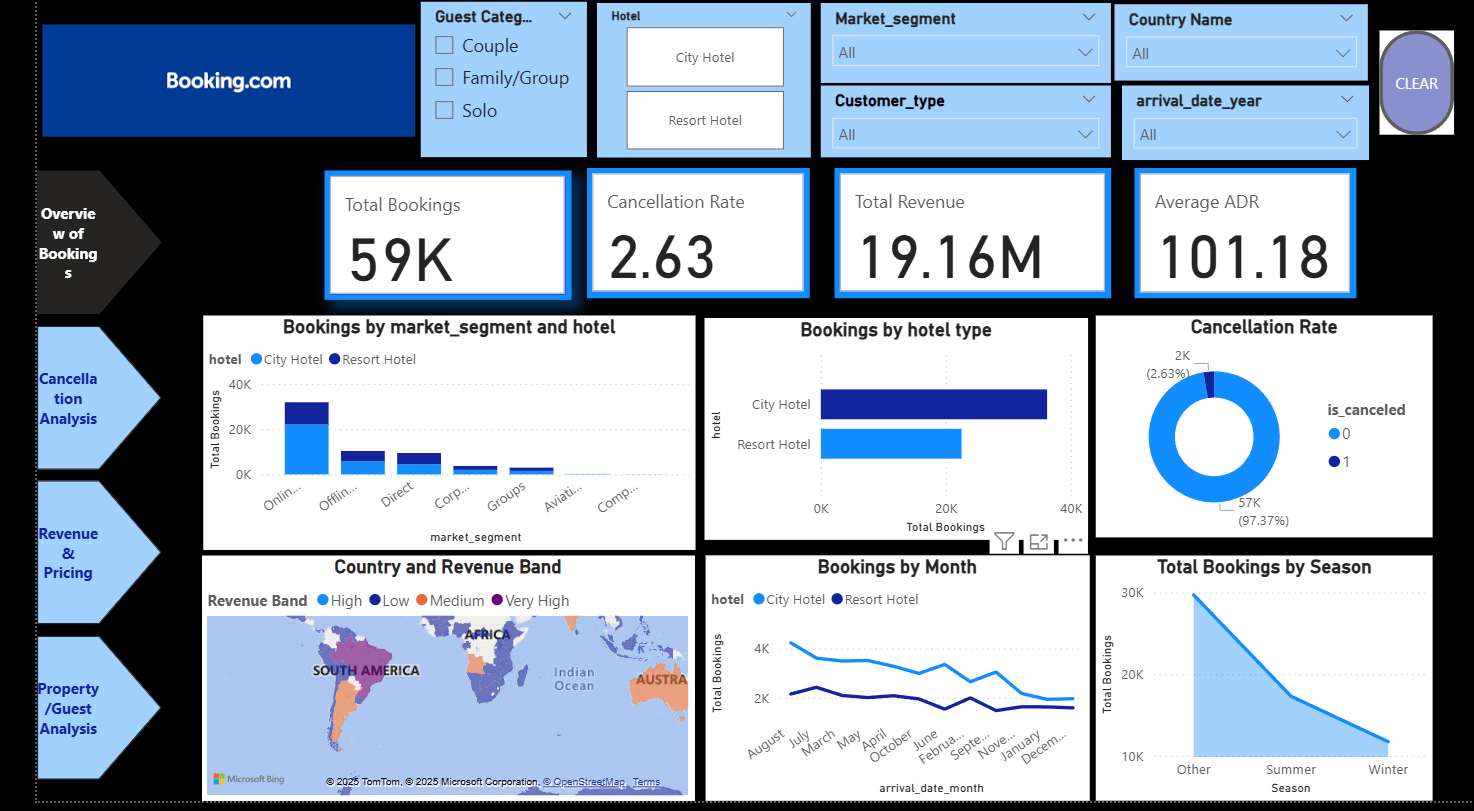 Booking.com
Guest Categ...
Couple
Family/Group
Solo
Hotel
City Hotel
Resort Hotel
Market_segment
All
Customer_type
All
Country Name
All
arrival_date_year
All
CLEAR
Overvie
w of
Booking
s
Cancella
tion
Analysis
Revenue
&
Pricing
Property
/Guest
Analysis
Total Bookings
59K
Cancellation Rate
2.63
Total Revenue
19.16M
Average ADR
101.18
Bookings by market_segment and hotel
hotel City Hotel Resort Hotel
Total Bookings
40K
20K
0K
Onlin... Offlin... Direct Corp... Groups Aviati... Comp...
market_segment
Bookings by hotel type
hotel
City Hotel
Resort Hotel
0K 20K 40K
Total Bookings
Cancellation Rate
2K
(2.63%)
is_canceled
0
1
57K
(97.37%)
Country and Revenue Band
Revenue Band High Low Medium Very High
AFRICA
SOUTH AMERICA
Indian
Ocean
AUSTRA
Microsoft Bing
© 2025 TomTom, © 2025 Microsoft Corporation, © OpenStreetMap Terms
Bookings by Month
hotel City Hotel Resort Hotel
Total Bookings
4K
2K
August July March May April October June Februa... Septe... Nove... January Decem...
arrival_date_month
Total Bookings by Season
Total Bookings
30K
20K
10K
Other Summer Winter
Season